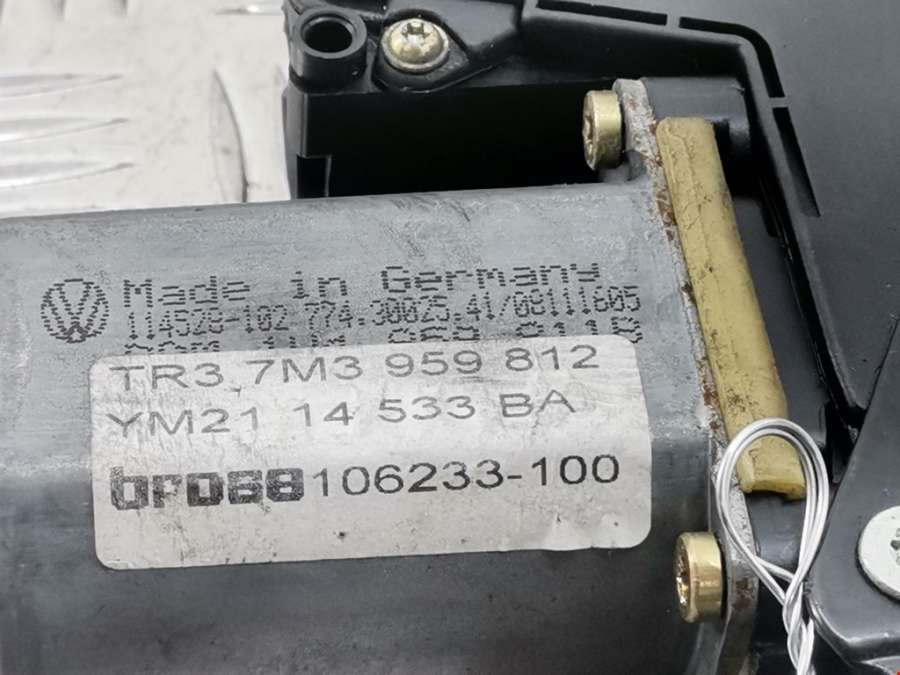 Made in Germany
114528-102 774.30025.41/09111605
TR3 7M3 959 812
YM21 14 533 BA
brose 106233-100